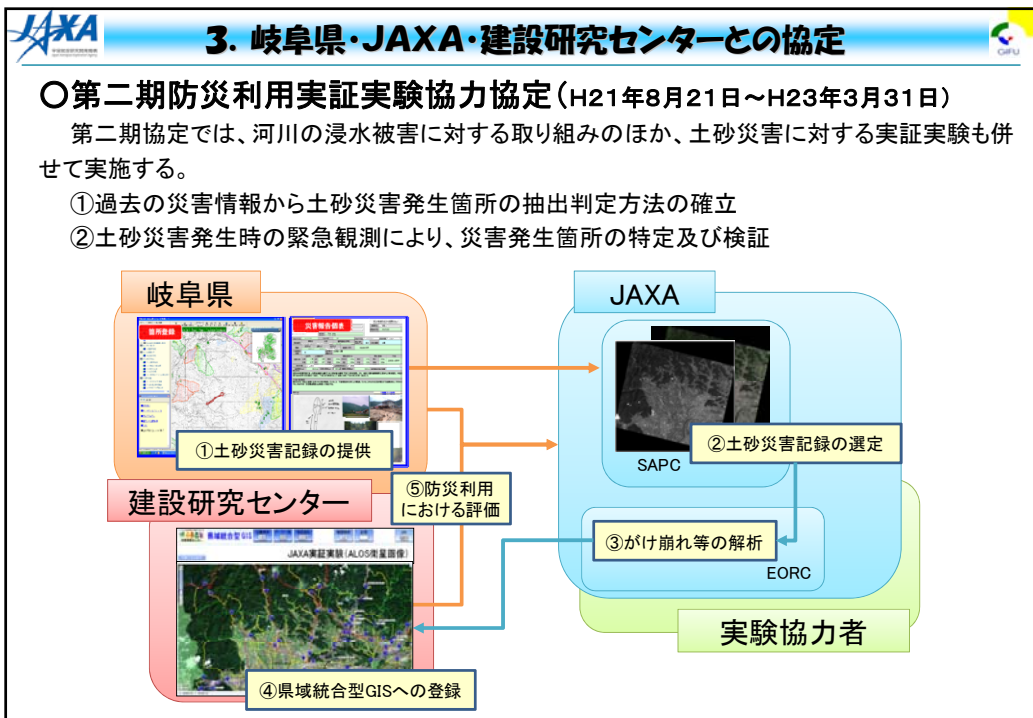 JAXA
3. 岐阜県・JAXA・建設研究センターとの協定
GIFU
〇第二期防災利用実証実験協力協定(H21年8月21日～H23年3月31日)
第二期協定では、河川の浸水被害に対する取り組みのほか、土砂災害に対する実証実験も併
せて実施する。
①過去の災害情報から土砂災害発生箇所の抽出判定方法の確立
②土砂災害発生時の緊急観測により、災害発生箇所の特定及び検証
岐阜県
JAXA
箇所登録
災害報告個表
①土砂災害記録の提供
②土砂災害記録の選定
SAPC
建設研究センター
⑤防災利用
における評価
県域統合型GIS
JAXA実証実験(ALOS衛星画像)
③がけ崩れ等の解析
EORC
実験協力者
④県域統合型GISへの登録